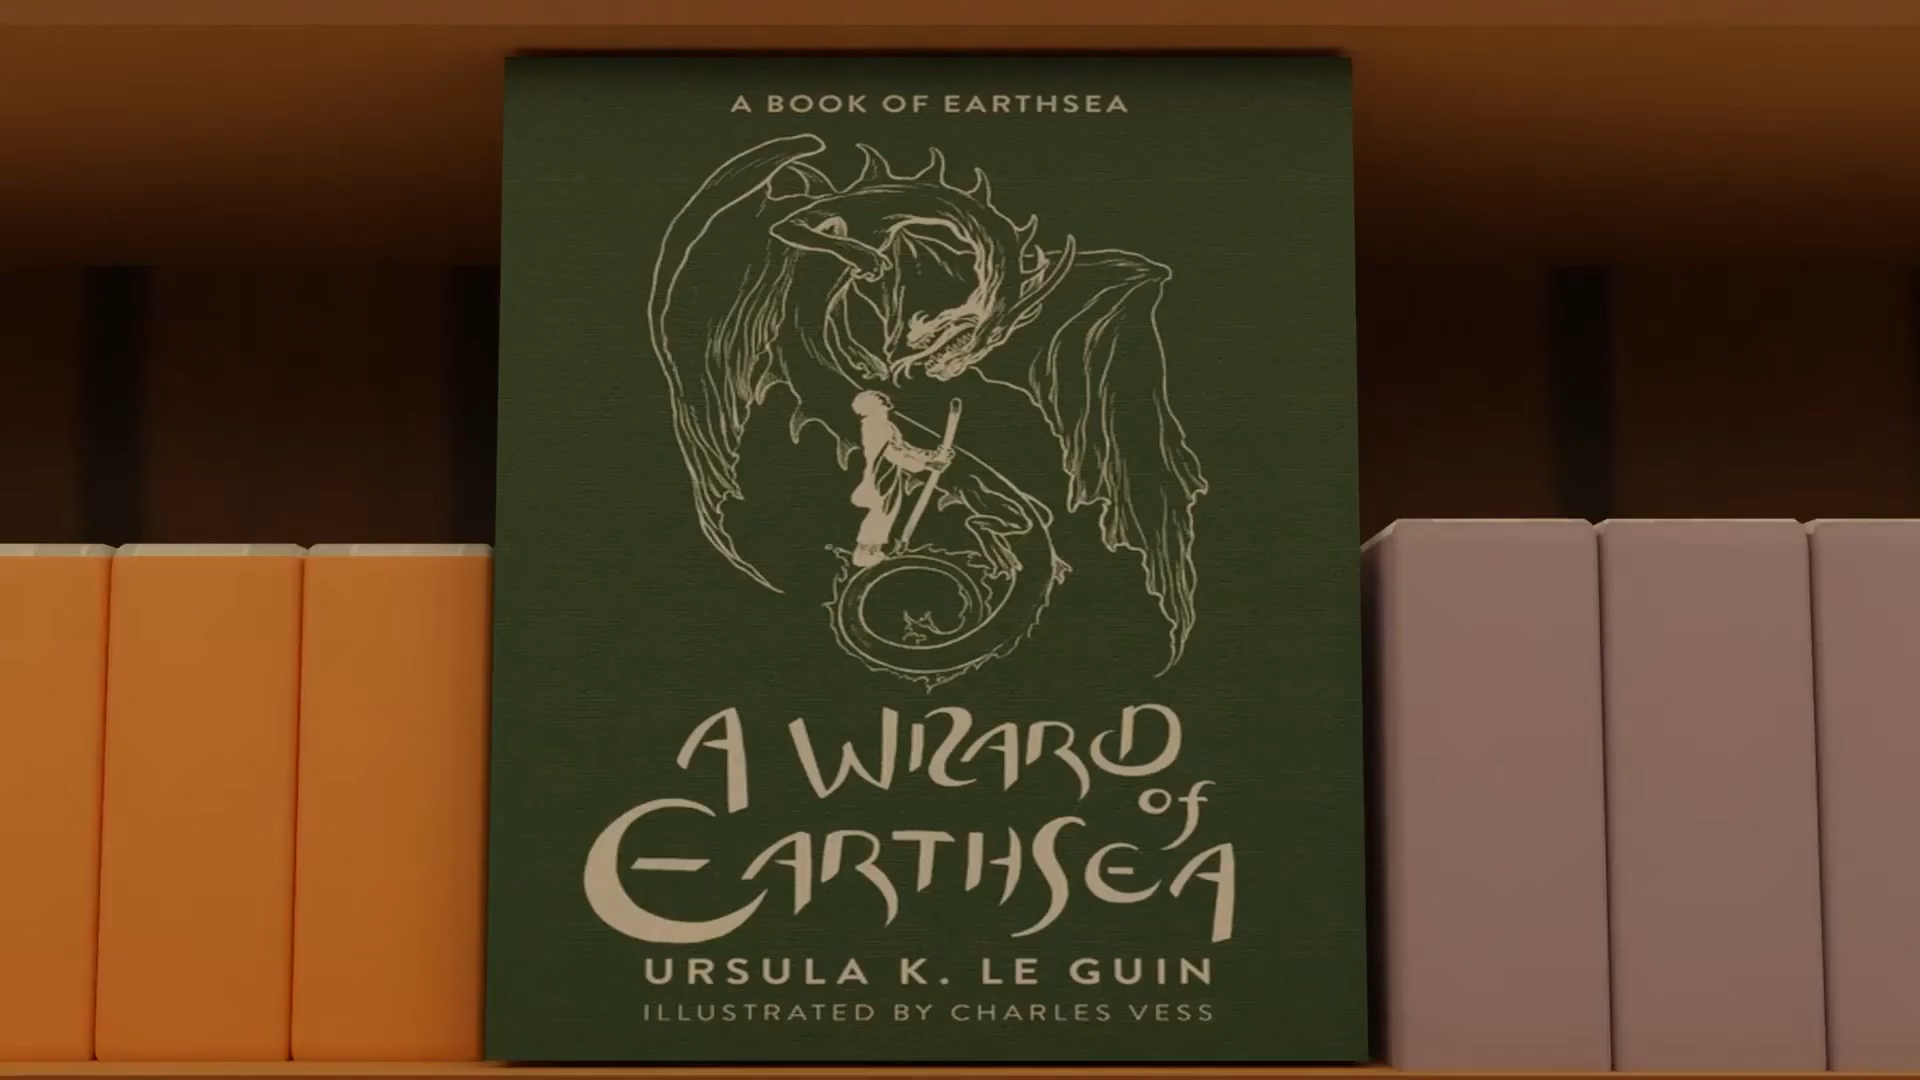 A BOOK OF EARTHSEA
A WIZARD
of
EARTHSEA
URSULA K. LE GUIN
ILLUSTRATED BY CHARLES VESS